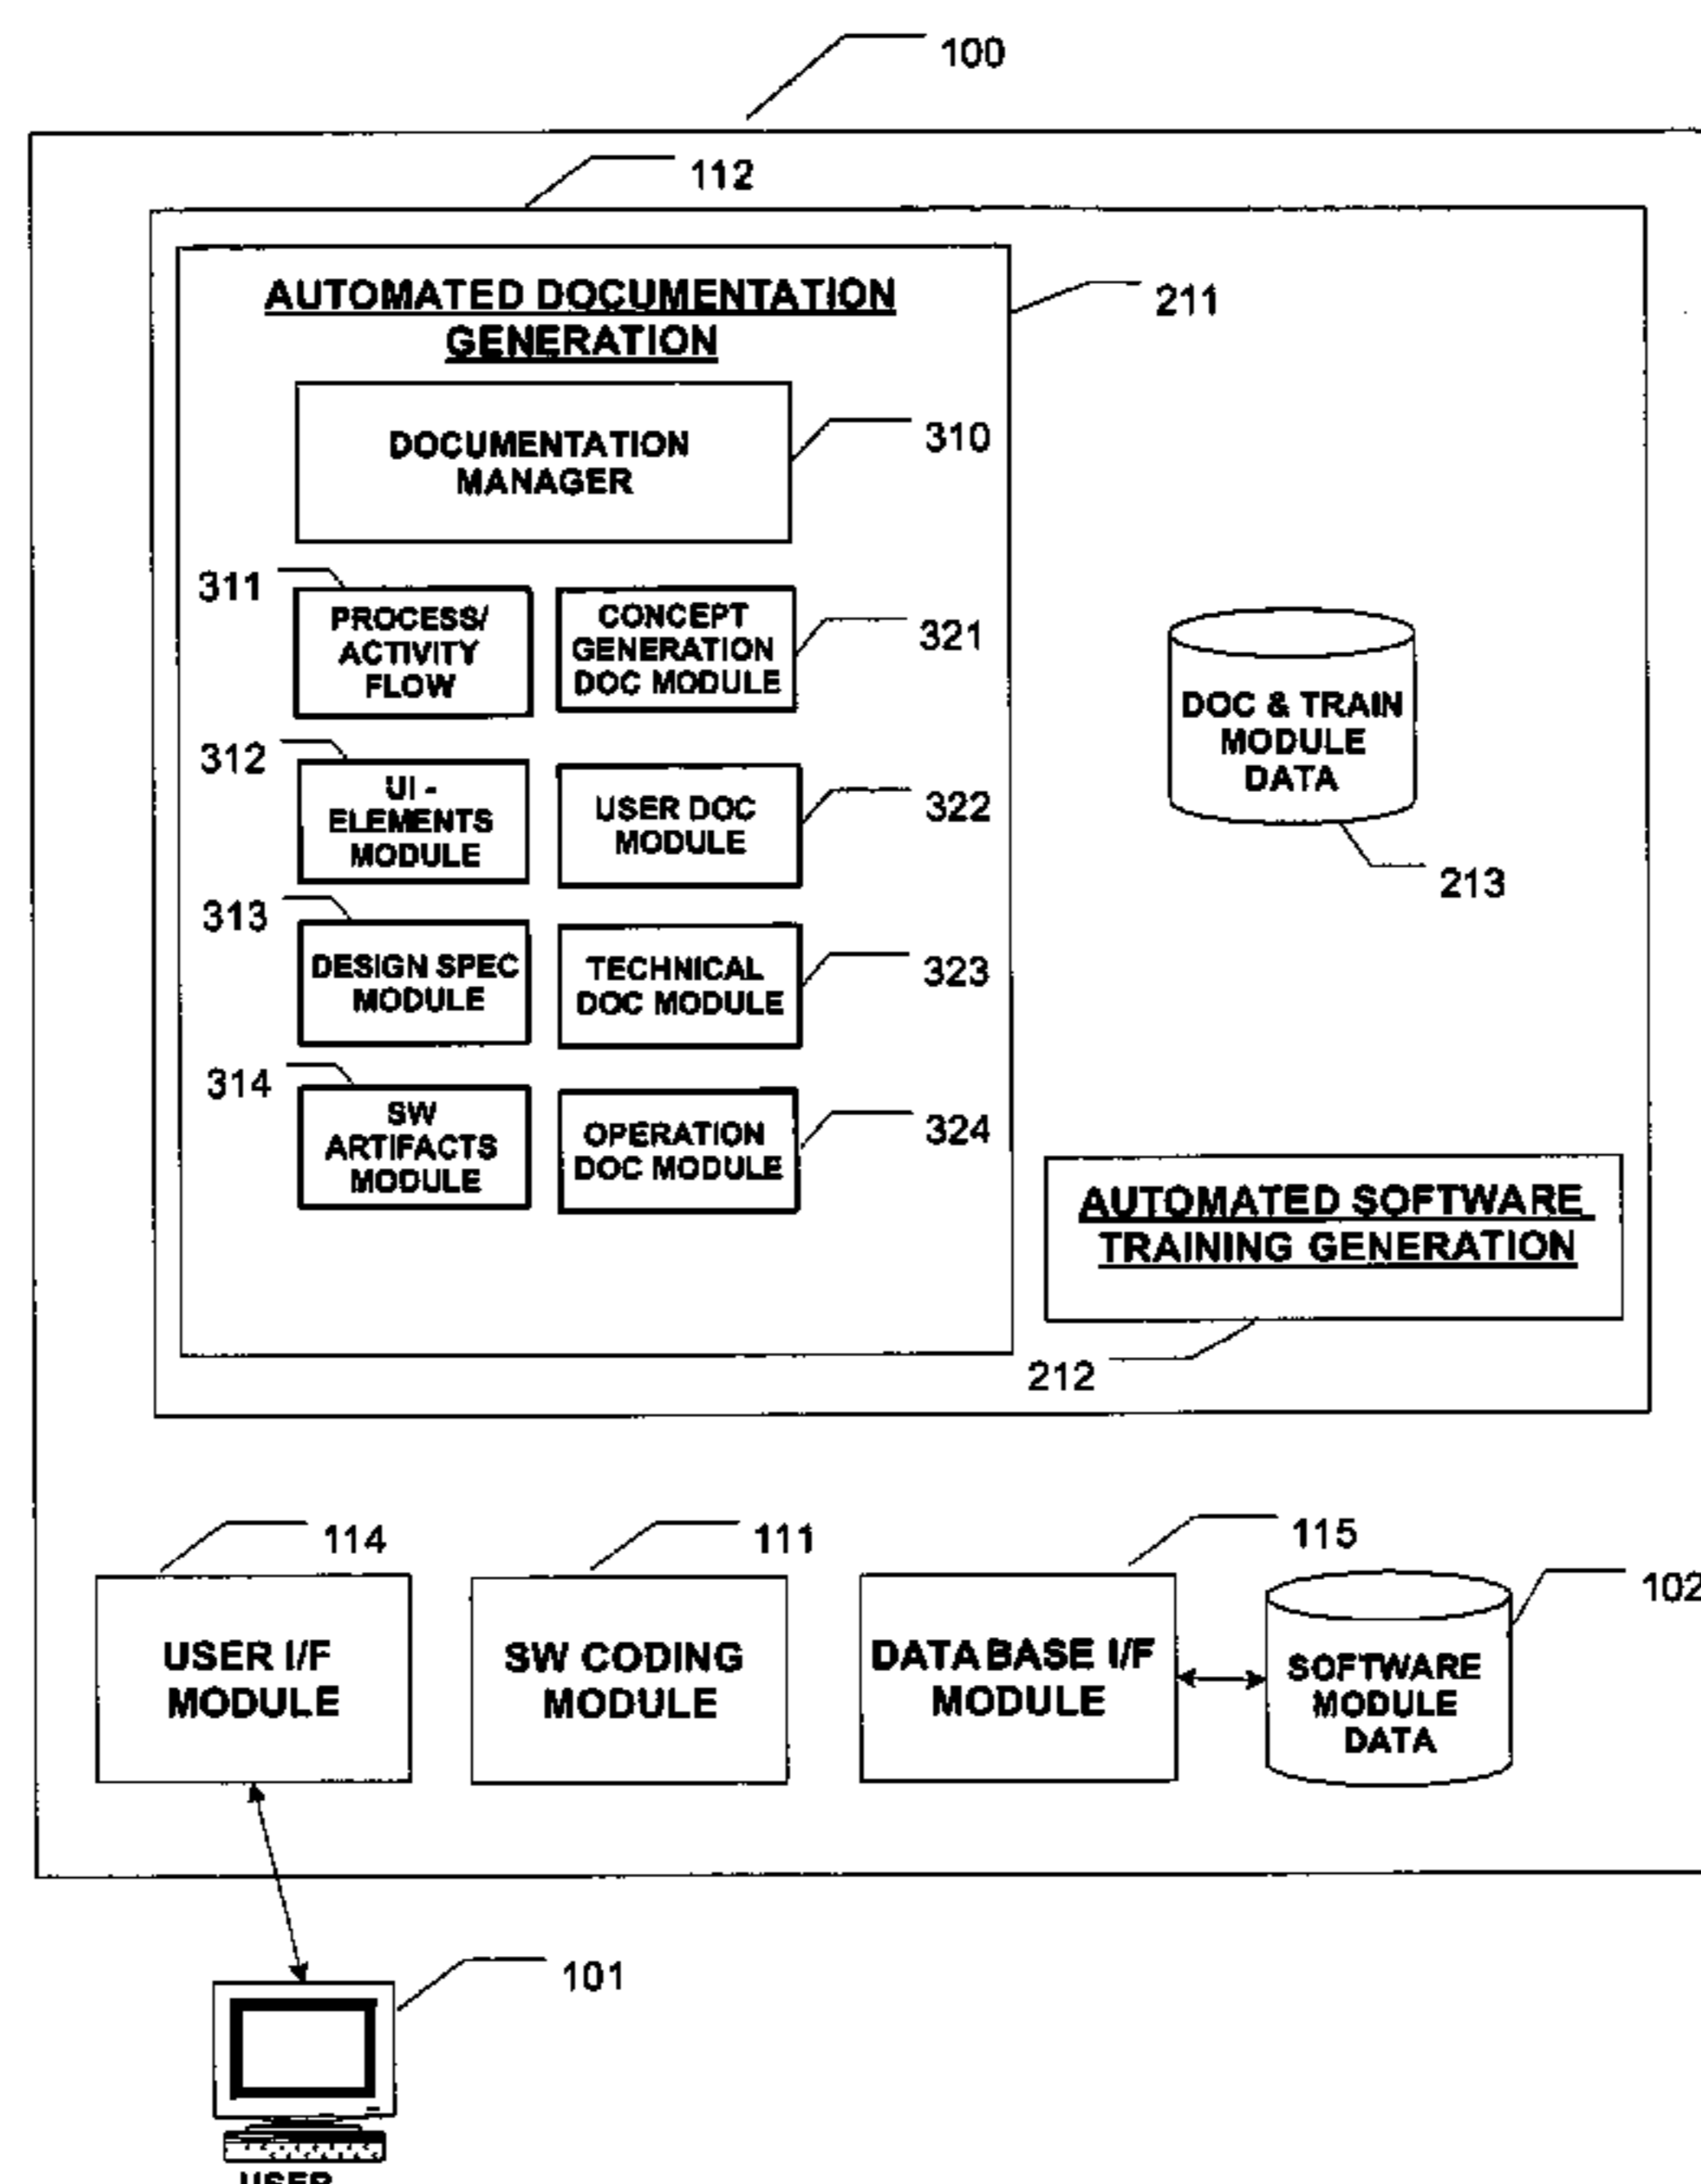 100
112
AUTOMATED DOCUMENTATION
GENERATION
211
DOCUMENTATION
MANAGER
310
311
PROCESS/
ACTIVITY
FLOW
CONCEPT
GENERATION
DOC MODULE
321
312
UI -
ELEMENTS
MODULE
USER DOC
MODULE
322
DOC & TRAIN
MODULE
DATA
213
313
DESIGN SPEC
MODULE
TECHNICAL
DOC MODULE
323
314
SW
ARTIFACTS
MODULE
OPERATION
DOC MODULE
324
AUTOMATED SOFTWARE
TRAINING GENERATION
212
114
USER I/F
MODULE
111
SW CODING
MODULE
115
DATABASE I/F
MODULE
102
SOFTWARE
MODULE
DATA
101
USER